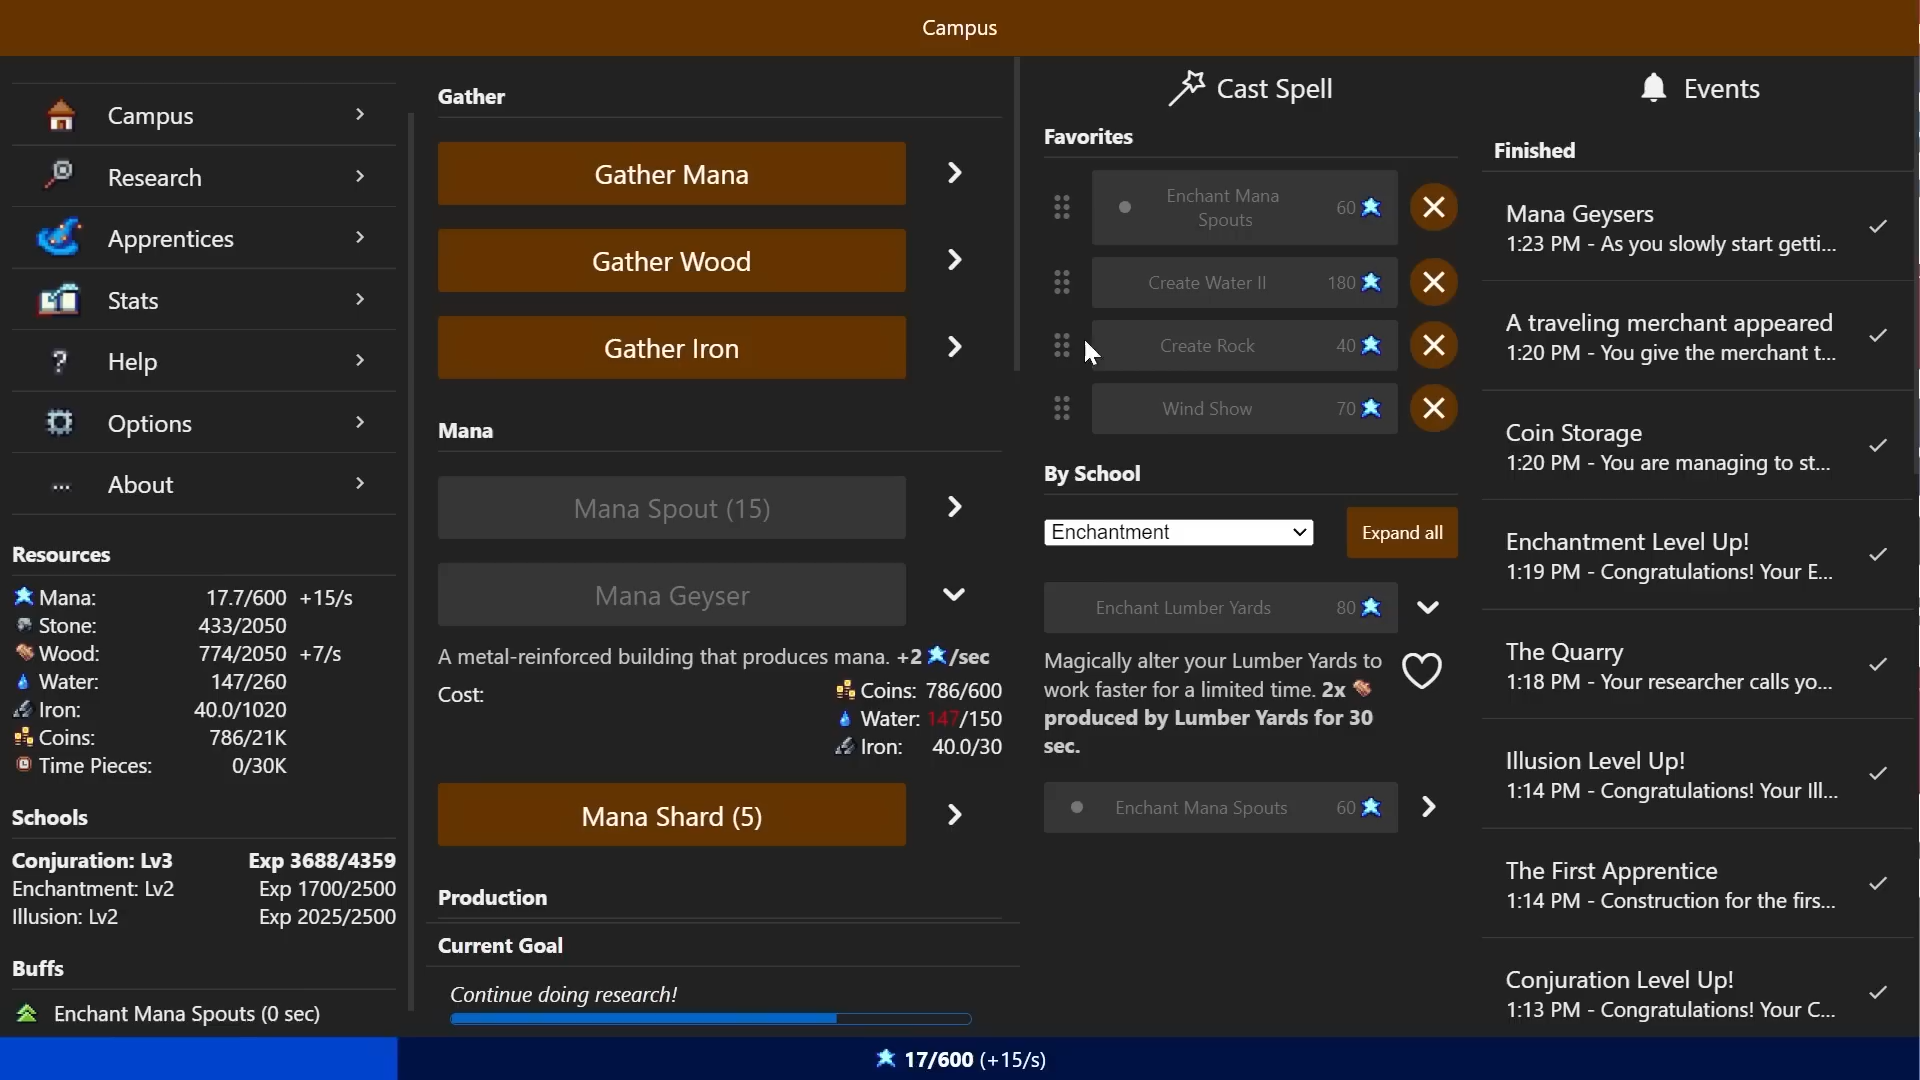 Campus
Campus
Research
Apprentices
Stats
Help
Options
About
Resources
Mana: 17.7/600 +15/s
Stone: 433/2050
Wood: 774/2050 +7/s
Water: 147/260
Iron: 40.0/1020
Coins: 786/21K
Time Pieces: 0/30K
Schools
Conjuration: Lv3 Exp 3688/4359
Enchantment: Lv2 Exp 1700/2500
Illusion: Lv2 Exp 2025/2500
Buffs
Enchant Mana Spouts (0 sec)
Gather
Gather Mana
Gather Wood
Gather Iron
Mana
Mana Spout (15)
Mana Geyser
A metal-reinforced building that produces mana. +2 /sec
Cost:
Coins: 786/600
Water: 147/150
Iron: 40.0/30
Mana Shard (5)
Production
Current Goal
Continue doing research!
Cast Spell
Favorites
Enchant Mana
Spouts 60
Create Water II 180
Create Rock 40
Wind Show 70
By School
Enchantment
Expand all
Enchant Lumber Yards 80
Magically alter your Lumber Yards to
work faster for a limited time. 2x
produced by Lumber Yards for 30
sec.
Enchant Mana Spouts 60
Events
Finished
Mana Geysers
1:23 PM - As you slowly start getti...
A traveling merchant appeared
1:20 PM - You give the merchant t...
Coin Storage
1:20 PM - You are managing to st...
Enchantment Level Up!
1:19 PM - Congratulations! Your E...
The Quarry
1:18 PM - Your researcher calls yo...
Illusion Level Up!
1:14 PM - Congratulations! Your Ill...
The First Apprentice
1:14 PM - Construction for the firs...
Conjuration Level Up!
1:13 PM - Congratulations! Your C...
17/600 (+15/s)